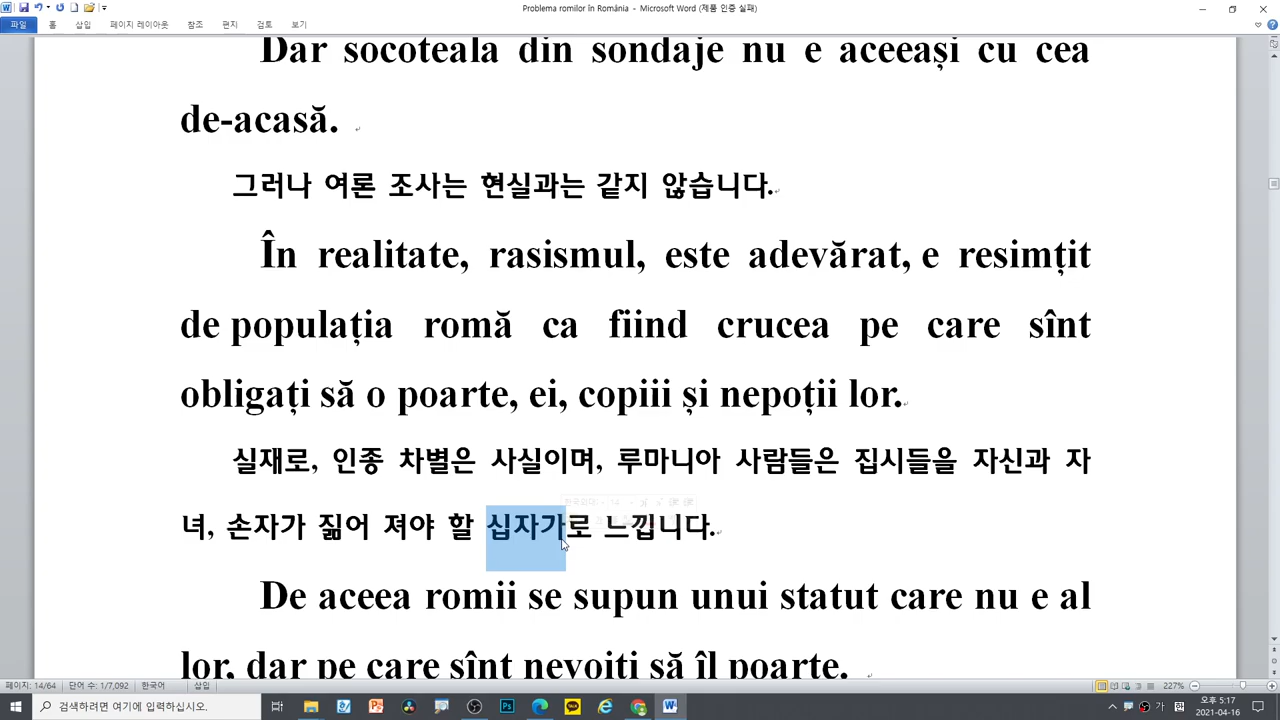 Problema romilor în România - Microsoft Word (제품 인증 실패)
파일 홈 삽입 페이지 레이아웃 참조 편지 검토 보기
Dar socoteala din sondaje nu e aceeași cu cea
de-acasă.
그러나 여론 조사는 현실과는 같지 않습니다.
În realitate, rasismul, este adevărat, e resimțit
de populația romă ca fiind crucea pe care sînt
obligați să o poarte, ei, copiii și nepoții lor.
실재로, 인종 차별은 사실이며, 루마니아 사람들은 집시들을 자신과 자
녀, 손자가 짊어 져야 할 십자가로 느낍니다.
De aceea romii se supun unui statut care nu e al
lor, dar pe care sînt nevoiți să îl poarte.
페이지: 14/64 단어 수: 1/7,092 한국어 삽입 227%
검색하려면 여기에 입력하십시오. 오후 5:17
2021-04-16